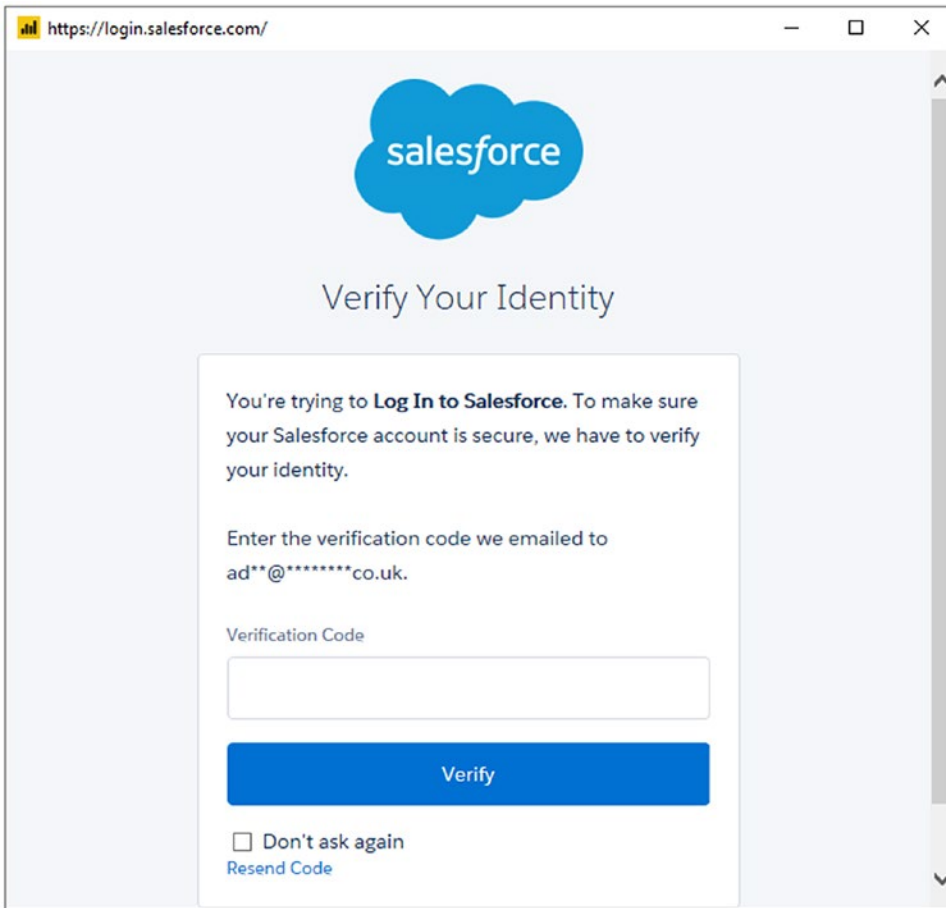 https://login.salesforce.com/
salesforce
Verify Your Identity
You're trying to Log In to Salesforce. To make sure
your Salesforce account is secure, we have to verify
your identity.
Enter the verification code we emailed to
ad**@********co.uk.
Verification Code
Verify
Don't ask again
Resend Code